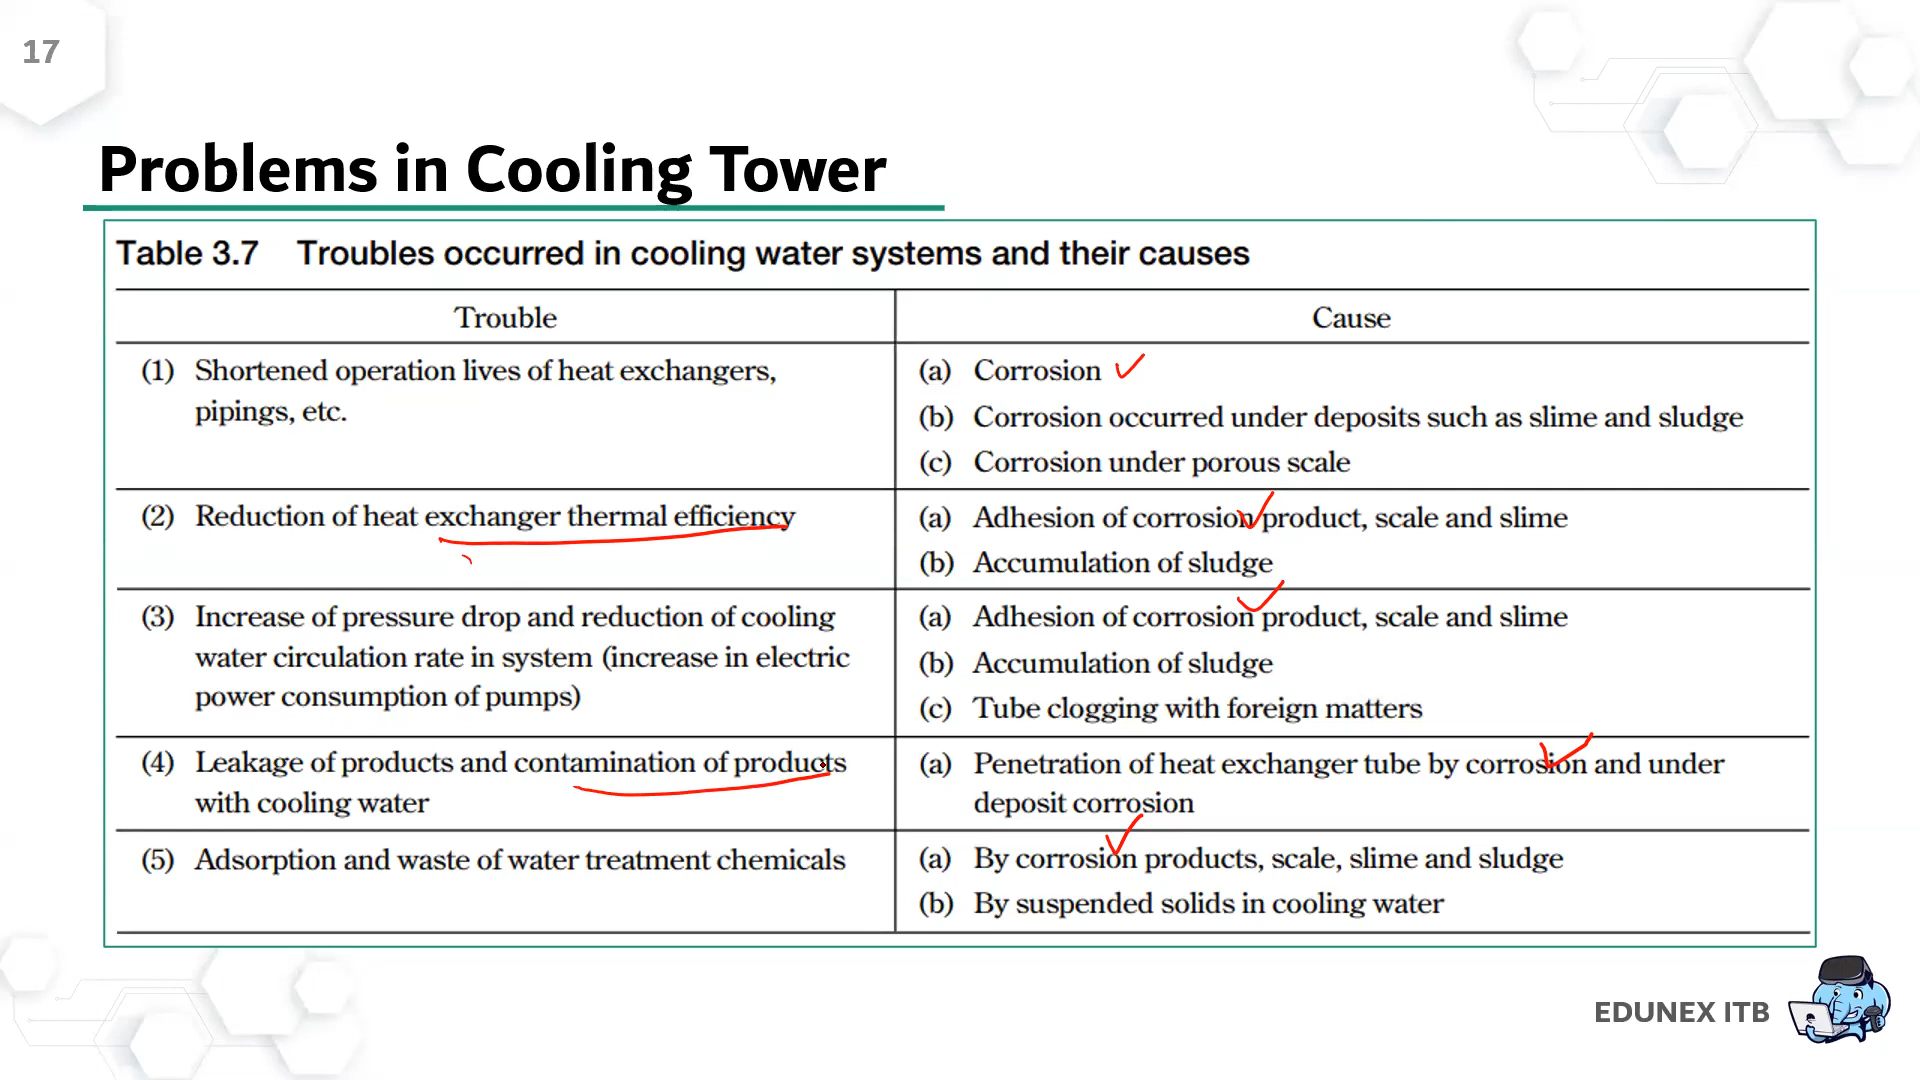 17
Problems in Cooling Tower
Table 3.7 Troubles occurred in cooling water systems and their causes
Trouble
Cause
(1) Shortened operation lives of heat exchangers,
pipings, etc.
(a) Corrosion
(b) Corrosion occurred under deposits such as slime and sludge
(c) Corrosion under porous scale
(2) Reduction of heat exchanger thermal efficiency
(a) Adhesion of corrosion product, scale and slime
(b) Accumulation of sludge
(3) Increase of pressure drop and reduction of cooling
water circulation rate in system (increase in electric
power consumption of pumps)
(a) Adhesion of corrosion product, scale and slime
(b) Accumulation of sludge
(c) Tube clogging with foreign matters
(4) Leakage of products and contamination of products
with cooling water
(a) Penetration of heat exchanger tube by corrosion and under
deposit corrosion
(5) Adsorption and waste of water treatment chemicals
(a) By corrosion products, scale, slime and sludge
(b) By suspended solids in cooling water
EDUNEX ITB